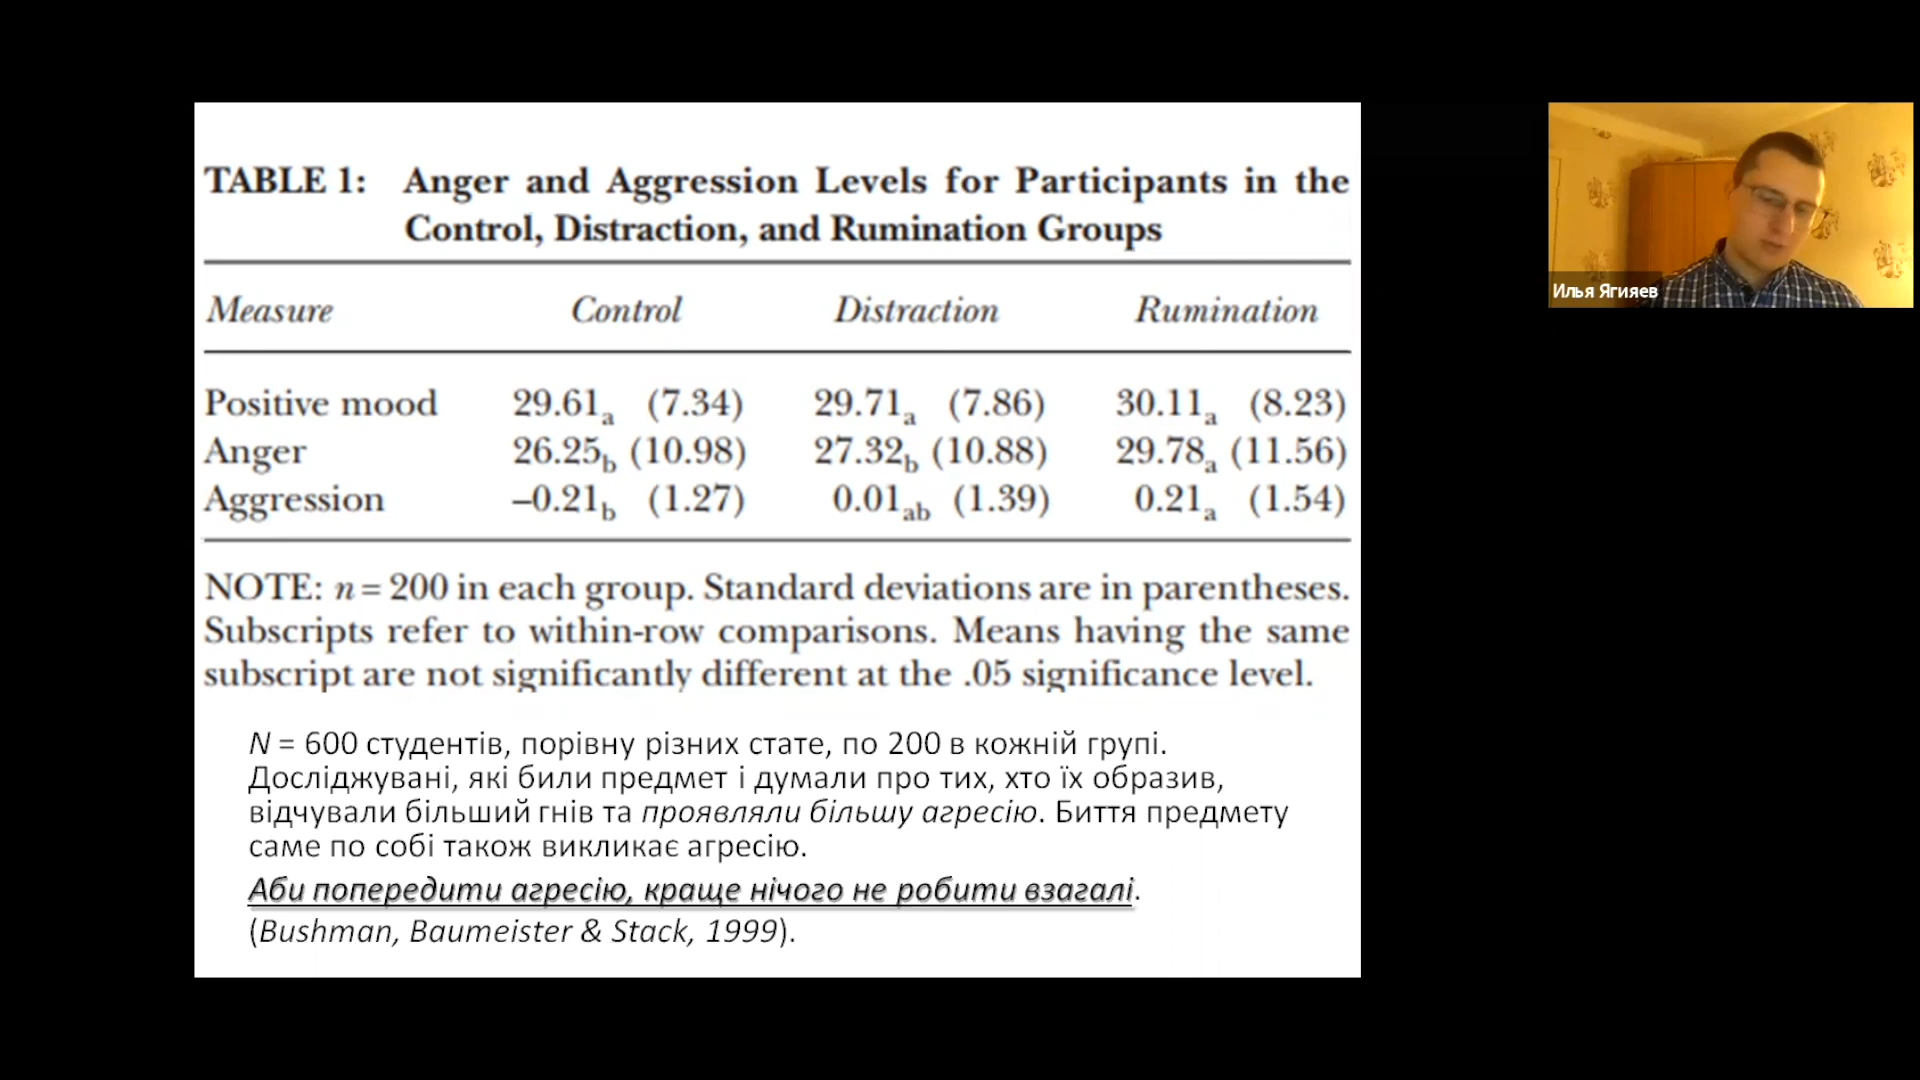 TABLE 1: Anger and Aggression Levels for Participants in the
Control, Distraction, and Rumination Groups
Measure Control Distraction Rumination
Positive mood 29.61a (7.34) 29.71a (7.86) 30.11a (8.23)
Anger 26.25b (10.98) 27.32b (10.88) 29.78a (11.56)
Aggression –0.21b (1.27) 0.01ab (1.39) 0.21a (1.54)
NOTE: n = 200 in each group. Standard deviations are in parentheses.
Subscripts refer to within-row comparisons. Means having the same
subscript are not significantly different at the .05 significance level.
N = 600 студентів, порівну різних стате, по 200 в кожній групі.
Досліджувані, які били предмет і думали про тих, хто їх образив,
відчували більший гнів та проявляли більшу агресію. Биття предмету
саме по собі також викликає агресію.
Аби попередити агресію, краще нічого не робити взагалі.
(Bushman, Baumeister & Stack, 1999).
Илья Ягияев